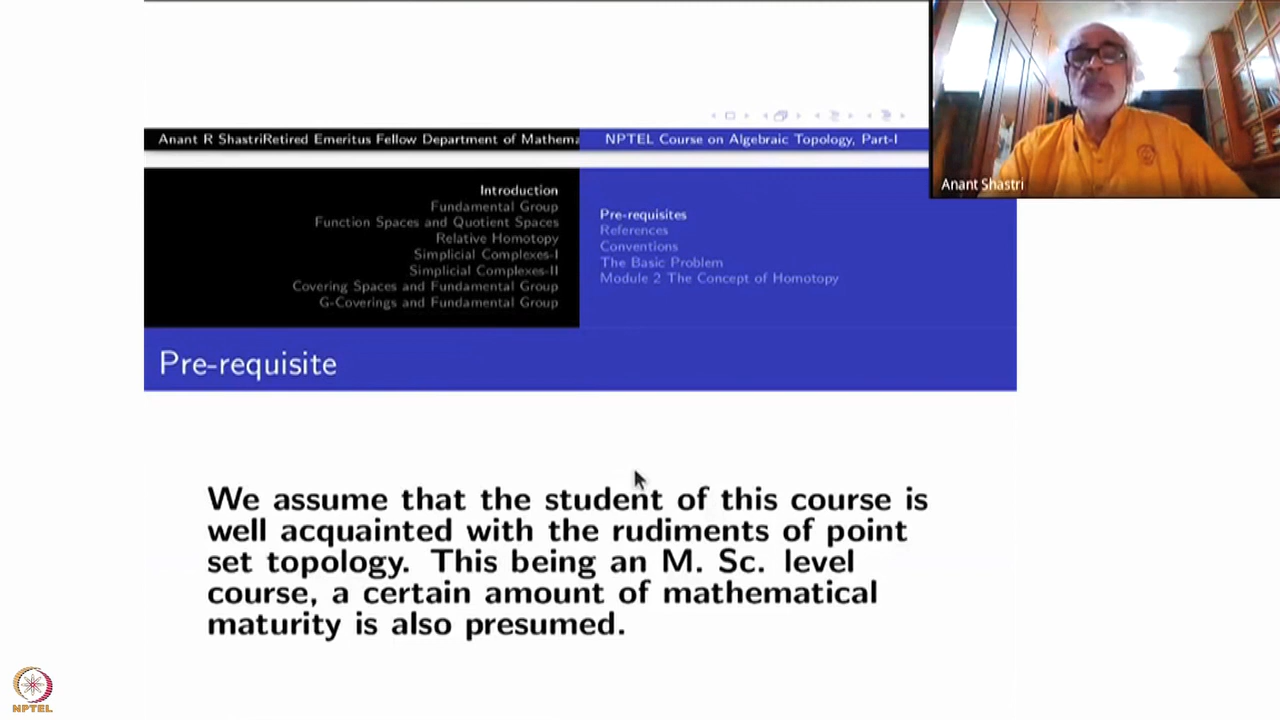 Anant R ShastriRetired Emeritus Fellow Department of Mathema
NPTEL Course on Algebraic Topology, Part-I
Introduction
Fundamental Group
Function Spaces and Quotient Spaces
Relative Homotopy
Simplicial Complexes-I
Simplicial Complexes-II
Covering Spaces and Fundamental Group
G-Coverings and Fundamental Group
Pre-requisites
References
Conventions
The Basic Problem
Module 2 The Concept of Homotopy
Anant Shastri
Pre-requisite
We assume that the student of this course is
well acquainted with the rudiments of point
set topology. This being an M. Sc. level
course, a certain amount of mathematical
maturity is also presumed.
NPTEL